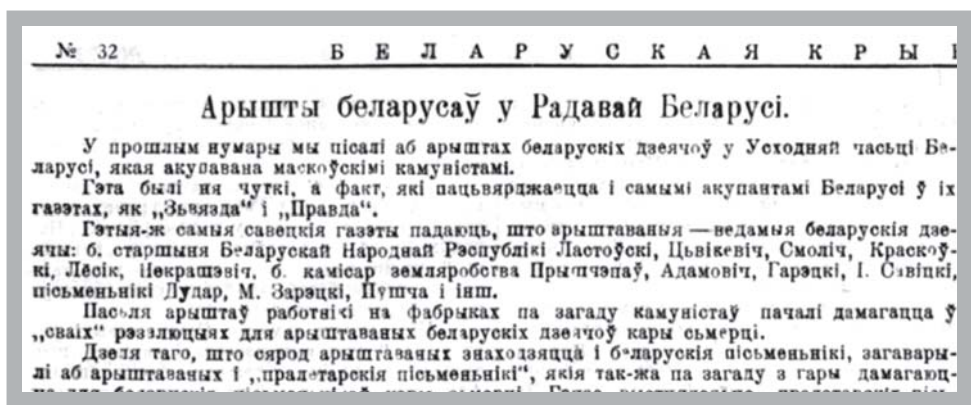 № 32 БЕЛАРУСКАЯ КРЫ
Арышты беларусаў у Радавай Беларусі.
У прошлым нумары мы пісалі аб арыштах беларускіх дзеячоў у Усходняй часьці Бе-
ларусі, якая акупавана маскоўскімі камуністамі.
Гэта былі ня чуткі, а факт, які пацьвярджаецца і самымі акупантамі Беларусі ў іх
газэтах, як „Зьвязда“ і „Правда“.
Гэтыя-ж самыя савецкія газэты падаюць, што арыштаваныя — ведамыя беларускія дзе-
ячы: б. старшыня Беларускай Народнай Рэспублікі Ластоўскі, Цьвікевіч, Смоліч, Краскоў-
кі, Лёсік, Некрашэвіч, б. камісар земляробства Прышчэпаў, Адамовіч, Гарэцкі, І. Савіцкі,
пісьменьнікі Дудар, М. Зарэцкі, Пушча і інш.
Пасьля арыштаў работнікі на фабрыках па загаду камуністаў пачалі дамагацца ў
„сваіх“ рэзалюцыях для арыштаваных беларускіх дзеячоў кары сьмерці.
Дзеля таго, што сярод арыштаваных знаходзяцца і беларускія пісьменьнікі, загавары-
лі аб арыштаваных і „пралетарскія пісьменьнікі“, якія так-жа па загаду з гары дамагаюц-